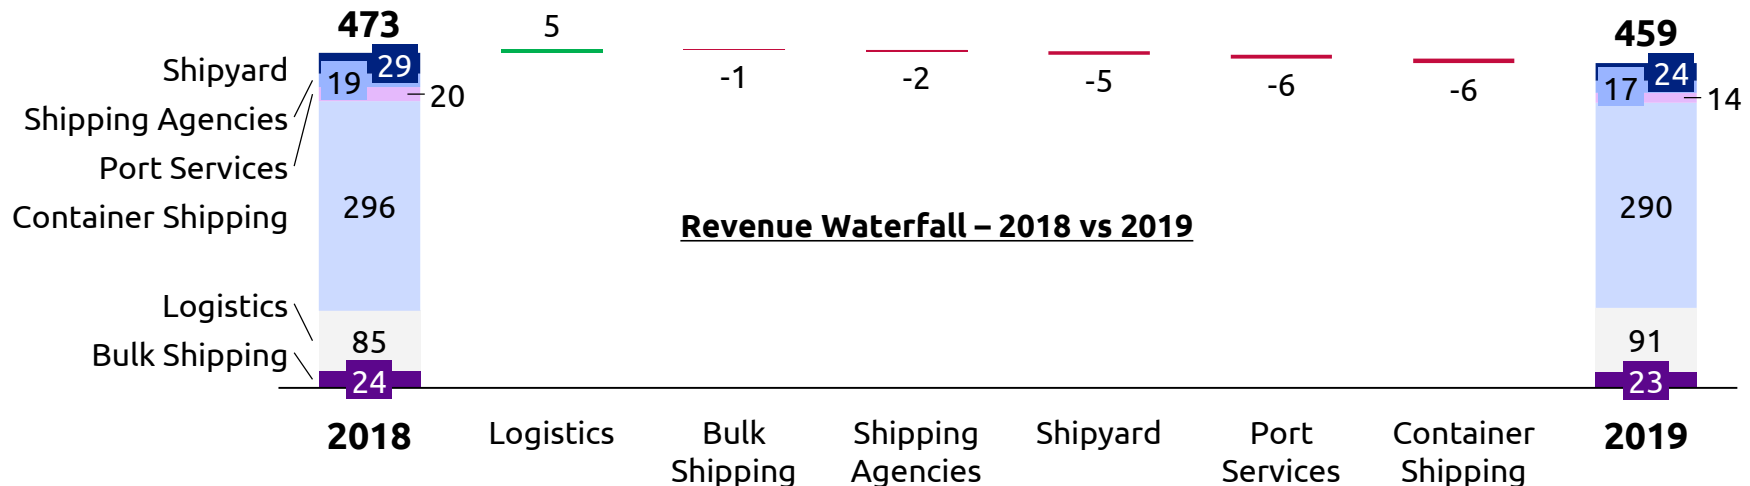 473
5
459
Shipyard
29
19
20
-1
-2
-5
-6
-6
24
17
14
Shipping Agencies
Port Services
Container Shipping
296
290
Revenue Waterfall – 2018 vs 2019
Logistics
85
91
Bulk Shipping
24
23
2018
Logistics
Bulk
Shipping
Shipping
Agencies
Shipyard
Port
Services
Container
Shipping
2019